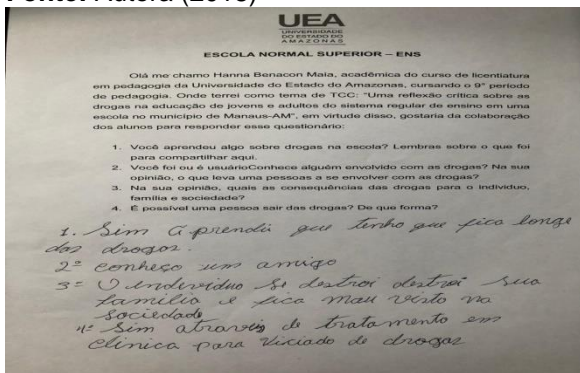 Fonte: Autora (2018)
UEA
UNIVERSIDADE
DO ESTADO DO
AMAZONAS
ESCOLA NORMAL SUPERIOR – ENS
Olá me chamo Hanna Benacon Maia, acadêmica do curso de licentiatura
em pedagogia da Universidade do Estado do Amazonas, cursando o 9° período
de pedagogia. Onde terrei como tema de TCC: "Uma reflexão crítica sobre as
drogas na educação de jovens e adultos do sistema regular de ensino em uma
escola no município de Manaus-AM", em virtude disso, gostaria da colaboração
dos alunos para responder esse questionário:
1. Você aprendeu algo sobre drogas na escola? Lembras sobre o que foi
para compartilhar aqui.
2. Você foi ou é usuárioConhece alguém envolvido com as drogas? Na sua
opinião, o que leva uma pessoas a se envolver com as drogas?
3. Na sua opinião, quais as consequências das drogas para o individuo,
família e sociedade?
4. É possível uma pessoa sair das drogas? De que forma?
1. Sim aprendir que tenho que fica longe
das drogas.
2= conheço um amigo
3= O individuo se destroi destroi sua
familia e fica mau visto na
sociedade
4= Sim atraveis de tratamento em
clinica para viciado de drogas